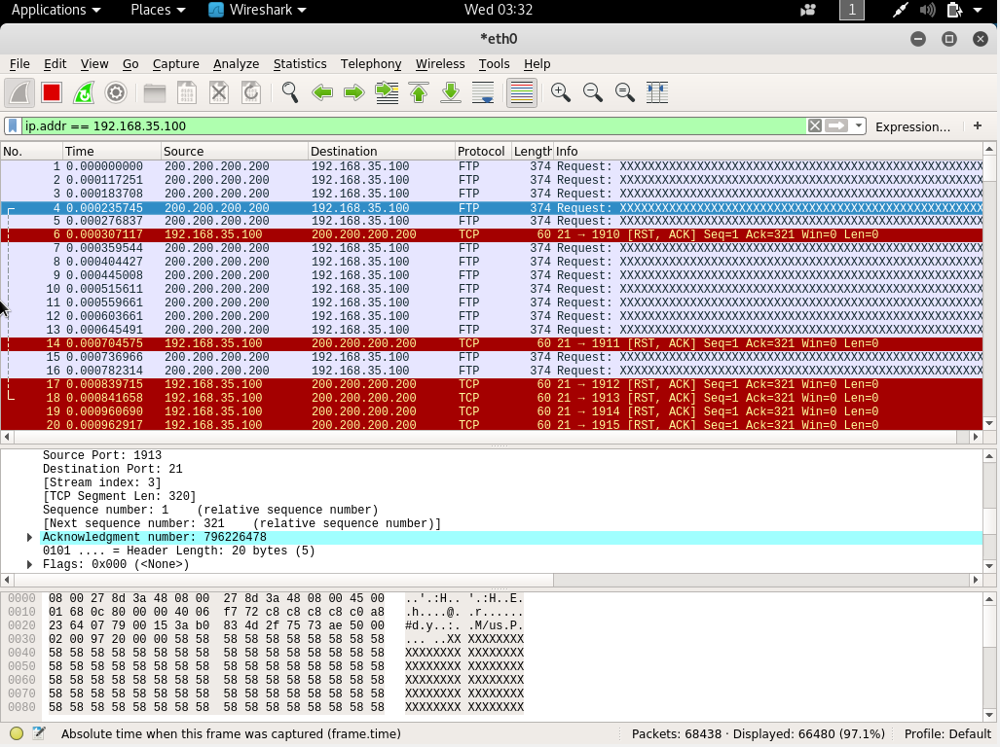 Applications Places Wireshark Wed 03:32 1
*eth0
File Edit View Go Capture Analyze Statistics Telephony Wireless Tools Help
ip.addr == 192.168.35.100 Expression... +
No. Time Source Destination Protocol Length Info
1 0.000000000 200.200.200.200 192.168.35.100 FTP 374 Request: XXXXXXXXXXXXXXXXXXXXXXXXXXXXXXXXXXXXXXXXXXXXXXXXXXXX
2 0.000117251 200.200.200.200 192.168.35.100 FTP 374 Request: XXXXXXXXXXXXXXXXXXXXXXXXXXXXXXXXXXXXXXXXXXXXXXXXXXXX
3 0.000183708 200.200.200.200 192.168.35.100 FTP 374 Request: XXXXXXXXXXXXXXXXXXXXXXXXXXXXXXXXXXXXXXXXXXXXXXXXXXXX
4 0.000235745 200.200.200.200 192.168.35.100 FTP 374 Request: XXXXXXXXXXXXXXXXXXXXXXXXXXXXXXXXXXXXXXXXXXXXXXXXXXXX
5 0.000276837 200.200.200.200 192.168.35.100 FTP 374 Request: XXXXXXXXXXXXXXXXXXXXXXXXXXXXXXXXXXXXXXXXXXXXXXXXXXXX
6 0.000307117 192.168.35.100 200.200.200.200 TCP 60 21 → 1910 [RST, ACK] Seq=1 Ack=321 Win=0 Len=0
7 0.000359544 200.200.200.200 192.168.35.100 FTP 374 Request: XXXXXXXXXXXXXXXXXXXXXXXXXXXXXXXXXXXXXXXXXXXXXXXXXXXX
8 0.000404427 200.200.200.200 192.168.35.100 FTP 374 Request: XXXXXXXXXXXXXXXXXXXXXXXXXXXXXXXXXXXXXXXXXXXXXXXXXXXX
9 0.000445008 200.200.200.200 192.168.35.100 FTP 374 Request: XXXXXXXXXXXXXXXXXXXXXXXXXXXXXXXXXXXXXXXXXXXXXXXXXXXX
10 0.000515611 200.200.200.200 192.168.35.100 FTP 374 Request: XXXXXXXXXXXXXXXXXXXXXXXXXXXXXXXXXXXXXXXXXXXXXXXXXXXX
11 0.000559661 200.200.200.200 192.168.35.100 FTP 374 Request: XXXXXXXXXXXXXXXXXXXXXXXXXXXXXXXXXXXXXXXXXXXXXXXXXXXX
12 0.000603661 200.200.200.200 192.168.35.100 FTP 374 Request: XXXXXXXXXXXXXXXXXXXXXXXXXXXXXXXXXXXXXXXXXXXXXXXXXXXX
13 0.000645491 200.200.200.200 192.168.35.100 FTP 374 Request: XXXXXXXXXXXXXXXXXXXXXXXXXXXXXXXXXXXXXXXXXXXXXXXXXXXX
14 0.000704575 192.168.35.100 200.200.200.200 TCP 60 21 → 1911 [RST, ACK] Seq=1 Ack=321 Win=0 Len=0
15 0.000736966 200.200.200.200 192.168.35.100 FTP 374 Request: XXXXXXXXXXXXXXXXXXXXXXXXXXXXXXXXXXXXXXXXXXXXXXXXXXXX
16 0.000782314 200.200.200.200 192.168.35.100 FTP 374 Request: XXXXXXXXXXXXXXXXXXXXXXXXXXXXXXXXXXXXXXXXXXXXXXXXXXXX
17 0.000839715 192.168.35.100 200.200.200.200 TCP 60 21 → 1912 [RST, ACK] Seq=1 Ack=321 Win=0 Len=0
18 0.000841658 192.168.35.100 200.200.200.200 TCP 60 21 → 1913 [RST, ACK] Seq=1 Ack=321 Win=0 Len=0
19 0.000960690 192.168.35.100 200.200.200.200 TCP 60 21 → 1914 [RST, ACK] Seq=1 Ack=321 Win=0 Len=0
20 0.000962917 192.168.35.100 200.200.200.200 TCP 60 21 → 1915 [RST, ACK] Seq=1 Ack=321 Win=0 Len=0
Source Port: 1913
Destination Port: 21
[Stream index: 3]
[TCP Segment Len: 320]
Sequence number: 1 (relative sequence number)
[Next sequence number: 321 (relative sequence number)]
Acknowledgment number: 796226478
0101 .... = Header Length: 20 bytes (5)
Flags: 0x000 (<None>)
0000 08 00 27 8d 3a 48 08 00 27 8d 3a 48 08 00 45 00 ..'.:H.. '.:H..E.
0010 01 68 0c 80 00 00 40 06 f7 72 c8 c8 c8 c8 c0 a8 .h....@. .r......
0020 23 64 07 79 00 15 3a b0 83 4d 2f 75 73 ae 50 00 #d.y..:. .M/us.P.
0030 02 00 97 20 00 00 58 58 58 58 58 58 58 58 58 58 ... ..XX XXXXXXXX
0040 58 58 58 58 58 58 58 58 58 58 58 58 58 58 58 58 XXXXXXXX XXXXXXXX
0050 58 58 58 58 58 58 58 58 58 58 58 58 58 58 58 58 XXXXXXXX XXXXXXXX
0060 58 58 58 58 58 58 58 58 58 58 58 58 58 58 58 58 XXXXXXXX XXXXXXXX
0070 58 58 58 58 58 58 58 58 58 58 58 58 58 58 58 58 XXXXXXXX XXXXXXXX
0080 58 58 58 58 58 58 58 58 58 58 58 58 58 58 58 58 XXXXXXXX XXXXXXXX
Absolute time when this frame was captured (frame.time) Packets: 68438 · Displayed: 66480 (97.1%) Profile: Default